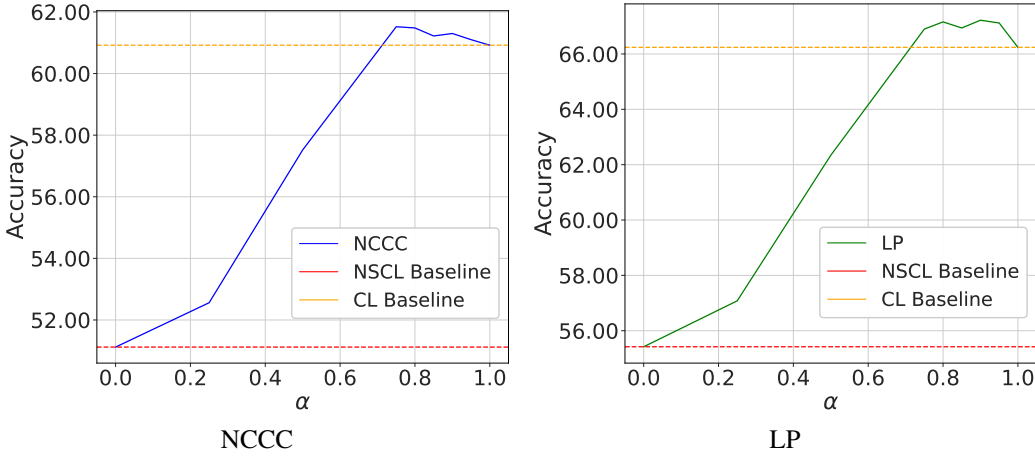 62.00
60.00
58.00
56.00
54.00
52.00
Accuracy
NCCC
NSCL Baseline
CL Baseline
0.0 0.2 0.4 0.6 0.8 1.0
α
NCCC
66.00
64.00
62.00
60.00
58.00
56.00
Accuracy
LP
NSCL Baseline
CL Baseline
0.0 0.2 0.4 0.6 0.8 1.0
α
LP